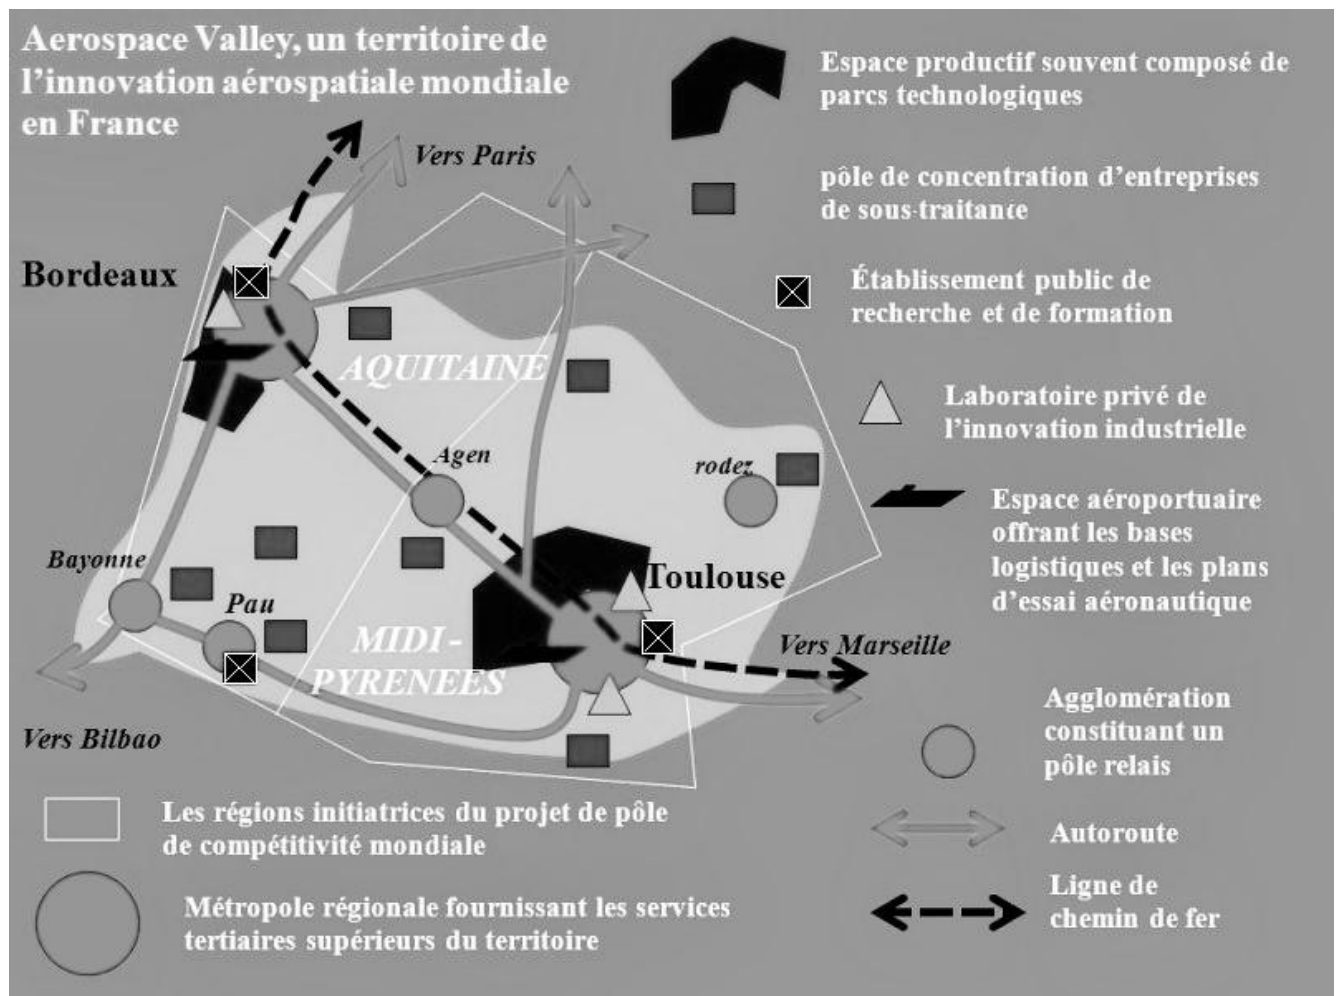 Aerospace Valley, un territoire de
l'innovation aérospatiale mondiale
en France
Vers Paris
Bordeaux
AQUITAINE
Agen
rodez
Bayonne
Pau
Toulouse
MIDI-
PYRENEES
Vers Marseille
Vers Bilbao
Espace productif souvent composé de
parcs technologiques
pôle de concentration d'entreprises
de sous-traitante
Établissement public de
recherche et de formation
Laboratoire privé de
l'innovation industrielle
Espace aéroportuaire
offrant les bases
logistiques et les plans
d'essai aéronautique
Agglomération
constituant un
pôle relais
Autoroute
Ligne de
chemin de fer
Les régions initiatrices du projet de pôle
de compétitivité mondiale
Métropole régionale fournissant les services
tertiaires supérieurs du territoire